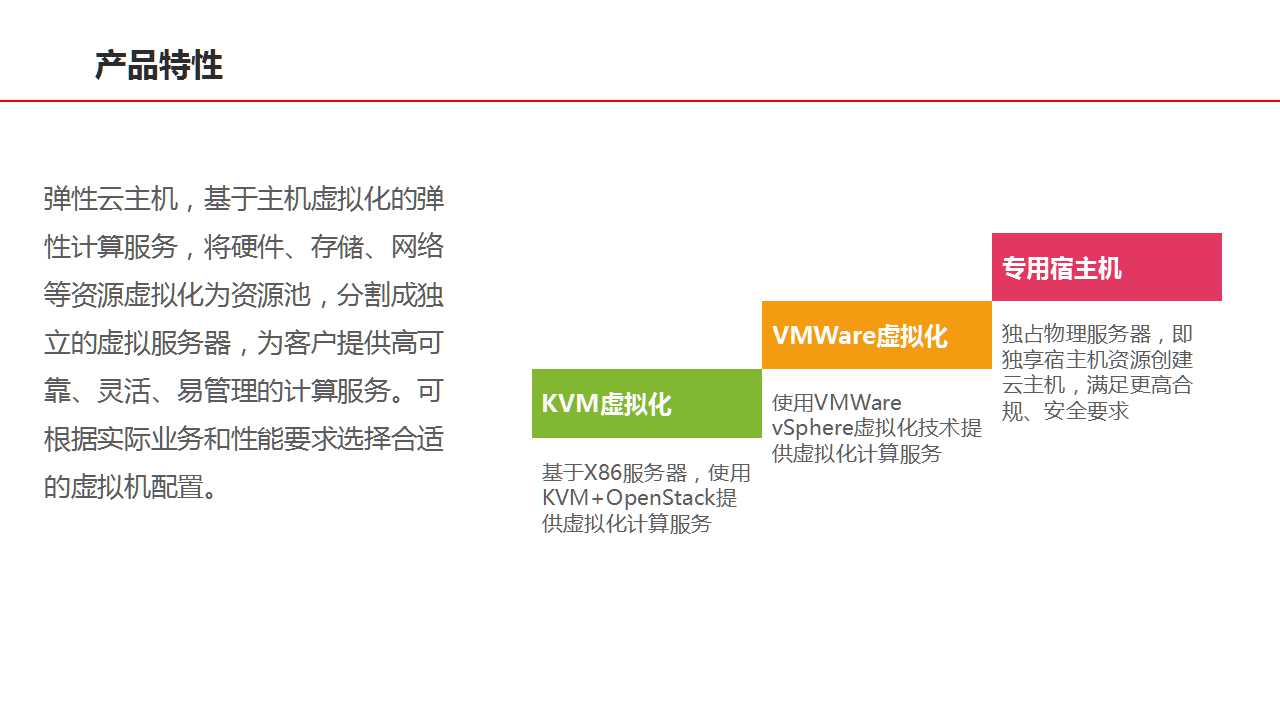 产品特性
弹性云主机，基于主机虚拟化的弹
性计算服务，将硬件、存储、网络
等资源虚拟化为资源池，分割成独
立的虚拟服务器，为客户提供高可
靠、灵活、易管理的计算服务。可
根据实际业务和性能要求选择合适
的虚拟机配置。
KVM虚拟化
基于X86服务器，使用
KVM+OpenStack提
供虚拟化计算服务
VMWare虚拟化
使用VMWare
vSphere虚拟化技术提
供虚拟化计算服务
专用宿主机
独占物理服务器，即
独享宿主机资源创建
云主机，满足更高合
规、安全要求